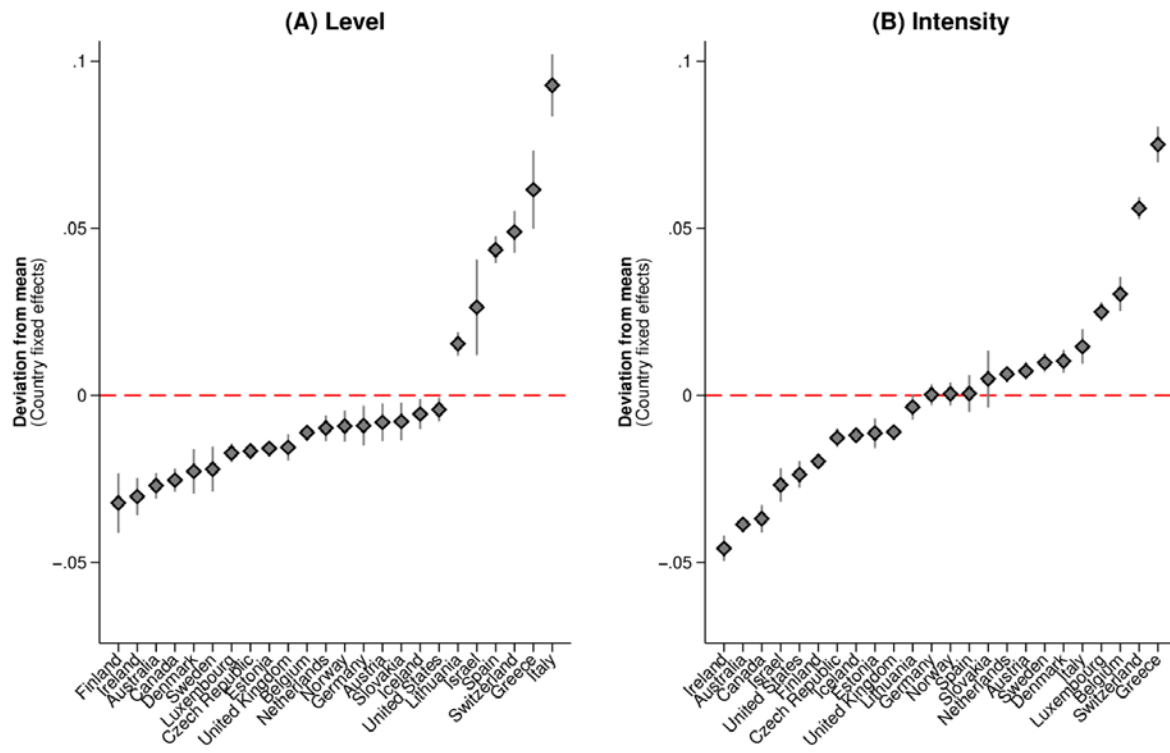 (A) Level
.1
.05
0
−.05
Deviation from mean
(Country fixed effects)
Finland
Ireland
Australia
Canada
Denmark
Sweden
Luxembourg
Czech Republic
Estonia
United Kingdom
Belgium
Netherlands
Norway
Germany
Austria
Slovakia
Iceland
United States
Lithuania
Israel
Spain
Switzerland
Greece
Italy
(B) Intensity
.1
.05
0
−.05
Deviation from mean
(Country fixed effects)
Ireland
Australia
Canada
Israel
United States
Finland
Czech Republic
Iceland
Estonia
United Kingdom
Lithuania
Germany
Norway
Spain
Slovakia
Netherlands
Austria
Sweden
Denmark
Italy
Luxembourg
Belgium
Switzerland
Greece